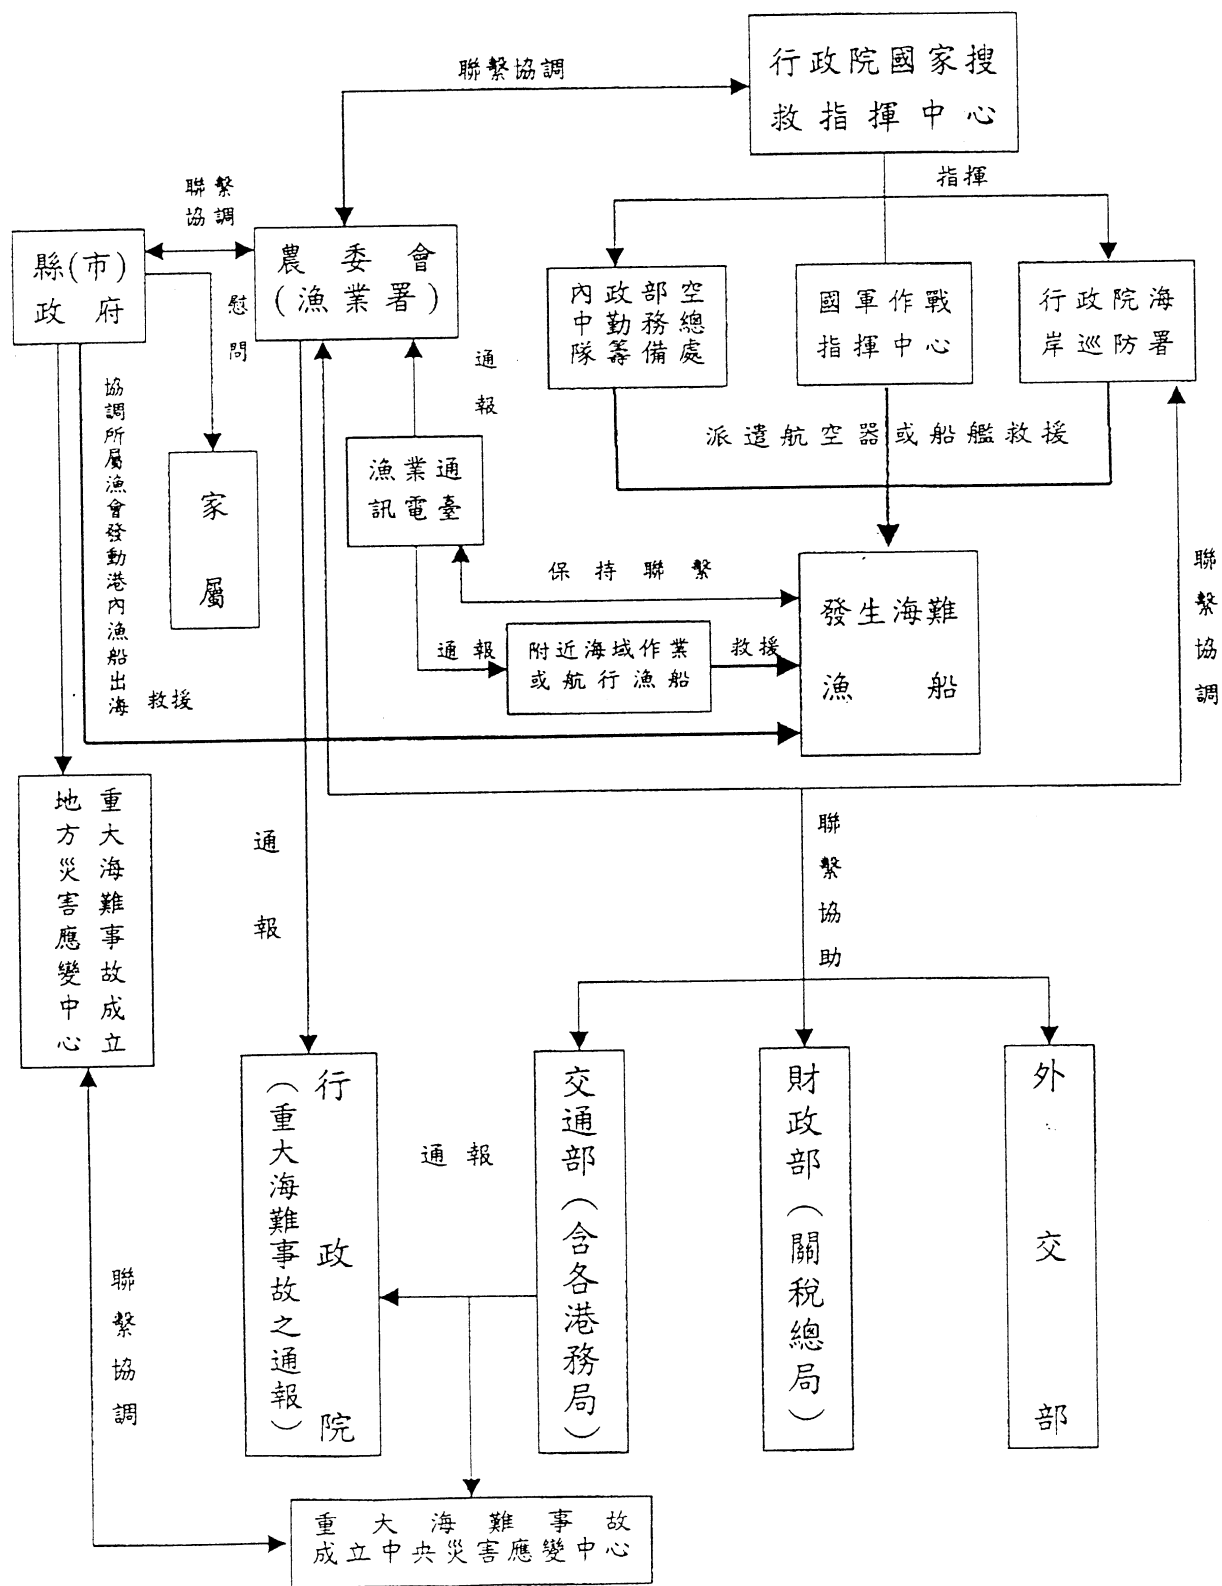 行政院國家搜
救指揮中心
聯繫協調
指揮
聯繫
協調
縣(市)
政府
農委會
(漁業署)
慰問
內政部空
中勤務總
隊籌備處
國軍作戰
指揮中心
行政院海
岸巡防署
通報
派遣航空器或船艦救援
協調所屬漁會發動港內漁船出海
救援
家屬
漁業通
訊電臺
保持聯繫
通報
附近海域作業
或航行漁船
救援
發生海難
漁船
聯繫協調
重大海難事故成立
地方災害應變中心
通報
聯繫協助
行政院
(重大海難事故之通報)
通報
交通部(含各港務局)
財政部(關稅總局)
外交部
聯繫協調
重大海難事故
成立中央災害應變中心